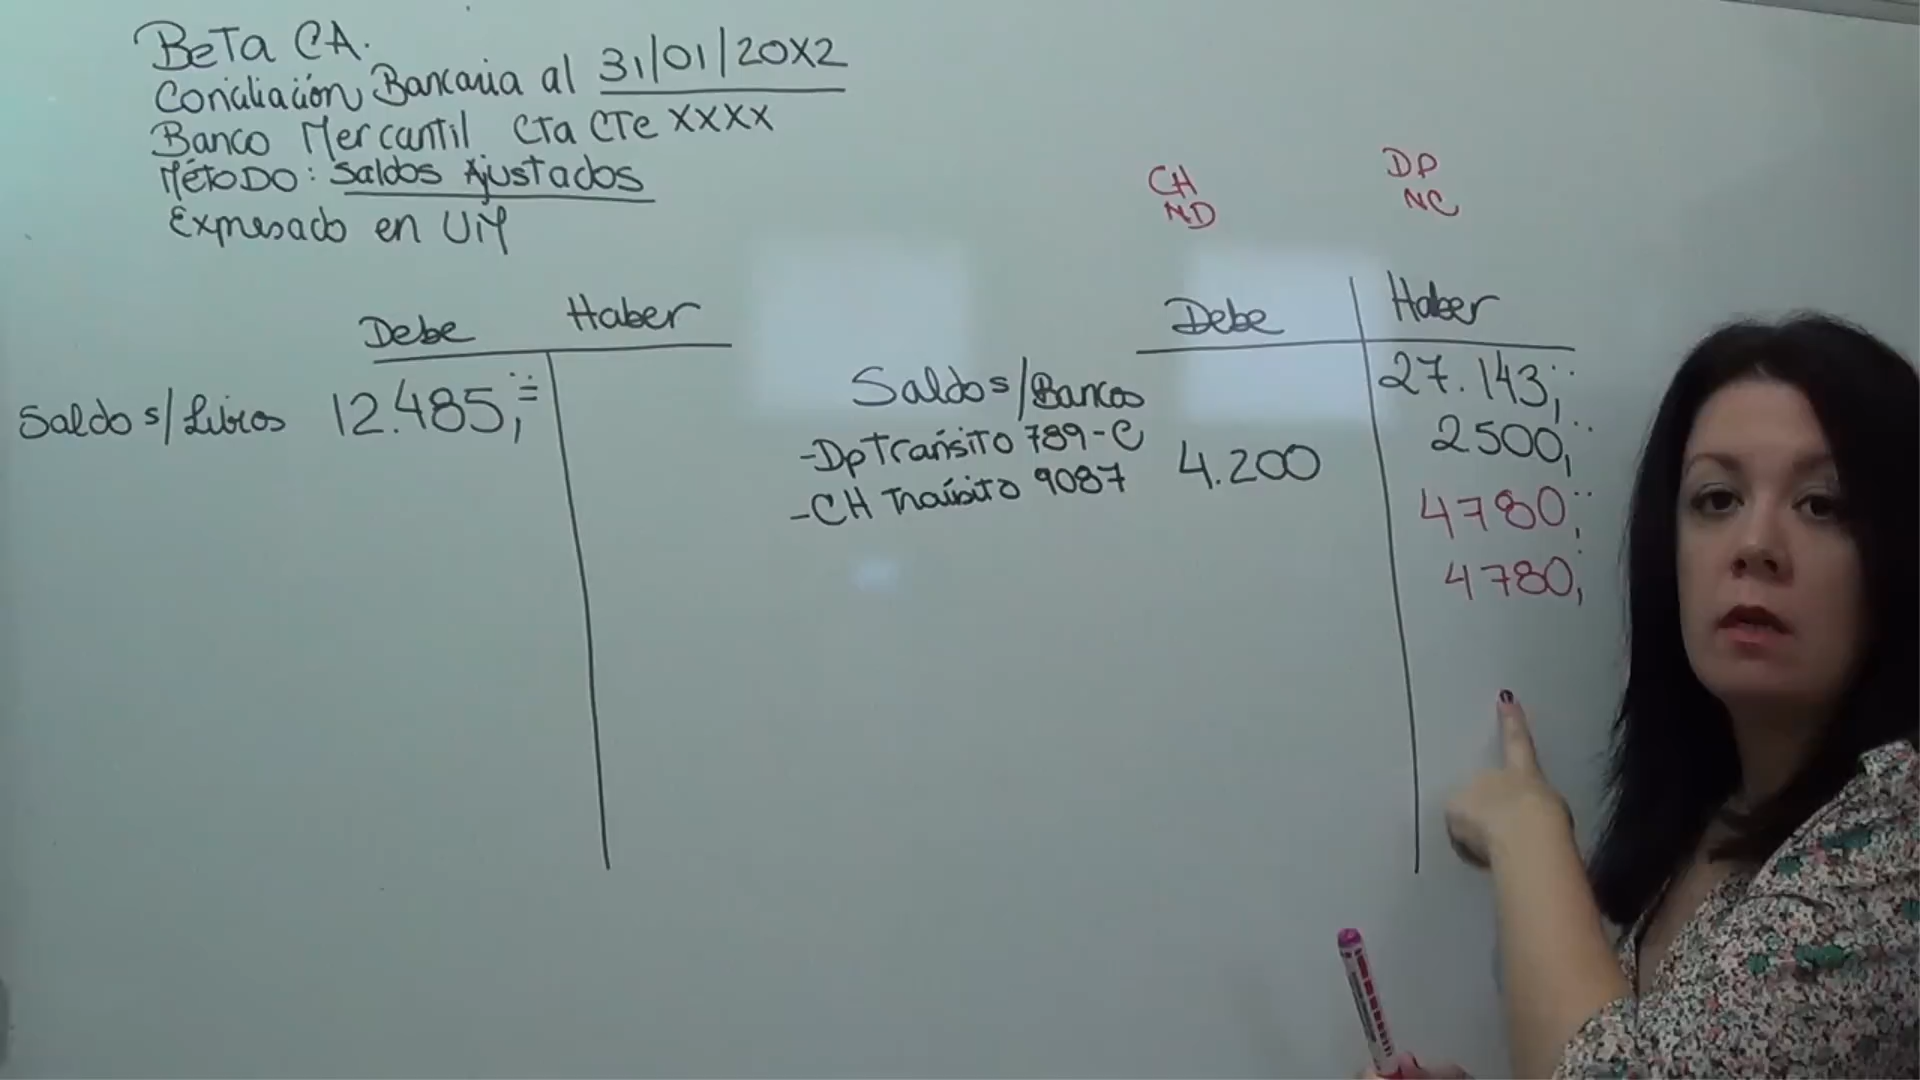 BeTa CA.
Conciliación Bancaria al 31/01/20X2
Banco Mercantil CTa CTe XXXX
MéToDO: Saldos Ajustados
Expresado en UM
CH
ND
DP
NC
Debe Haber
Saldo s/ Libros 12.485,=
Debe Haber
Saldo s/ Bancos 27.143,
-Dp Tránsito 789-C 2500,
-CH Tránsito 9087 4.200
4780,
4780,